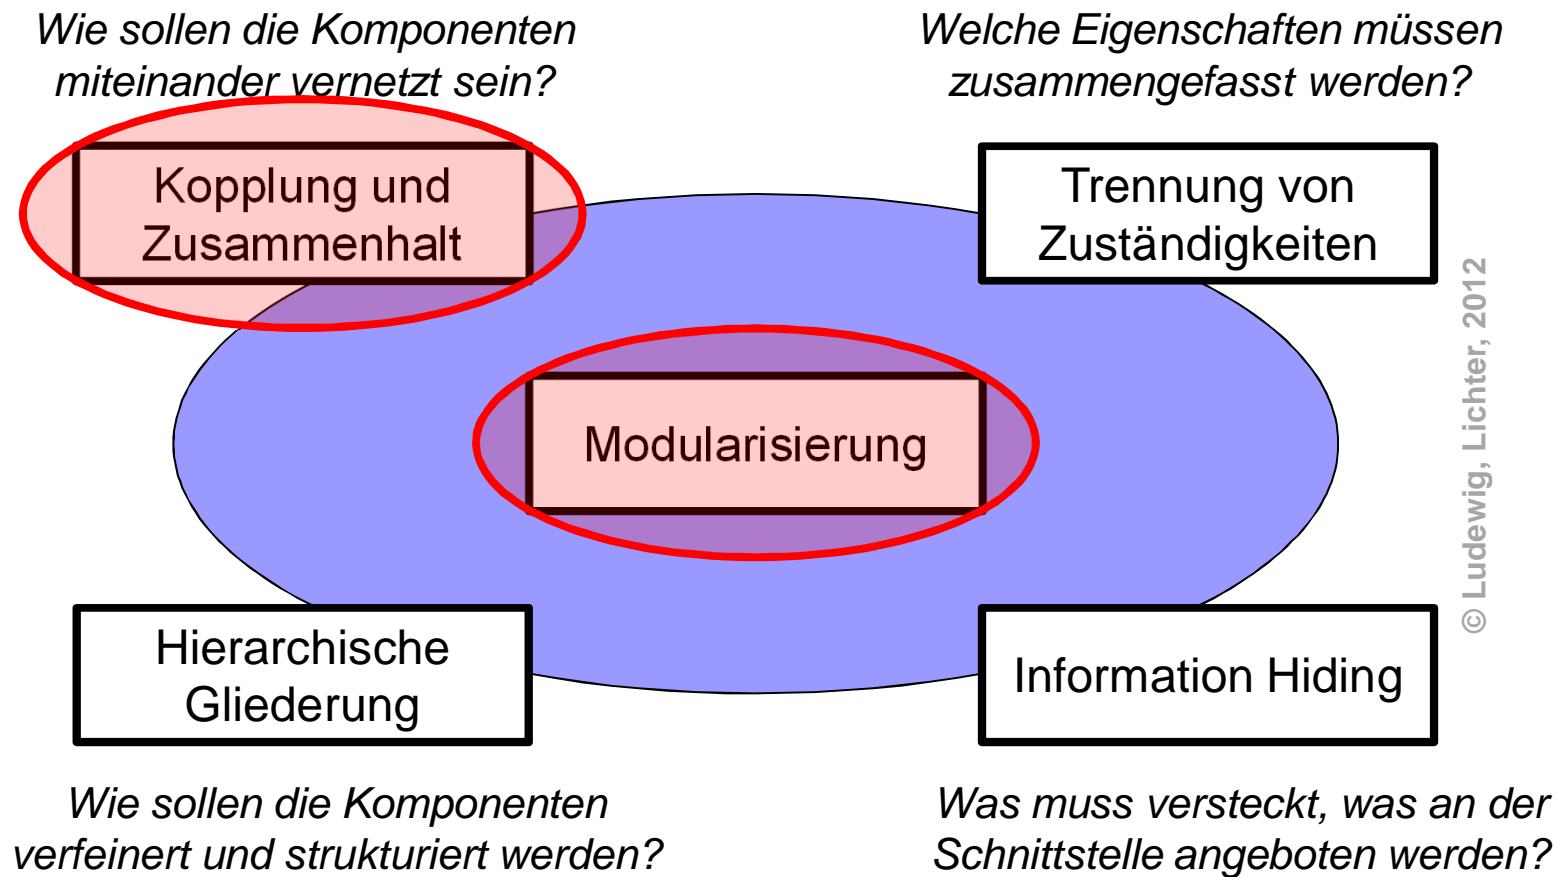 Wie sollen die Komponenten
miteinander vernetzt sein?
Welche Eigenschaften müssen
zusammengefasst werden?
Kopplung und
Zusammenhalt
Trennung von
Zuständigkeiten
Modularisierung
Hierarchische
Gliederung
Information Hiding
Wie sollen die Komponenten
verfeinert und strukturiert werden?
Was muss versteckt, was an der
Schnittstelle angeboten werden?
© Ludewig, Lichter, 2012